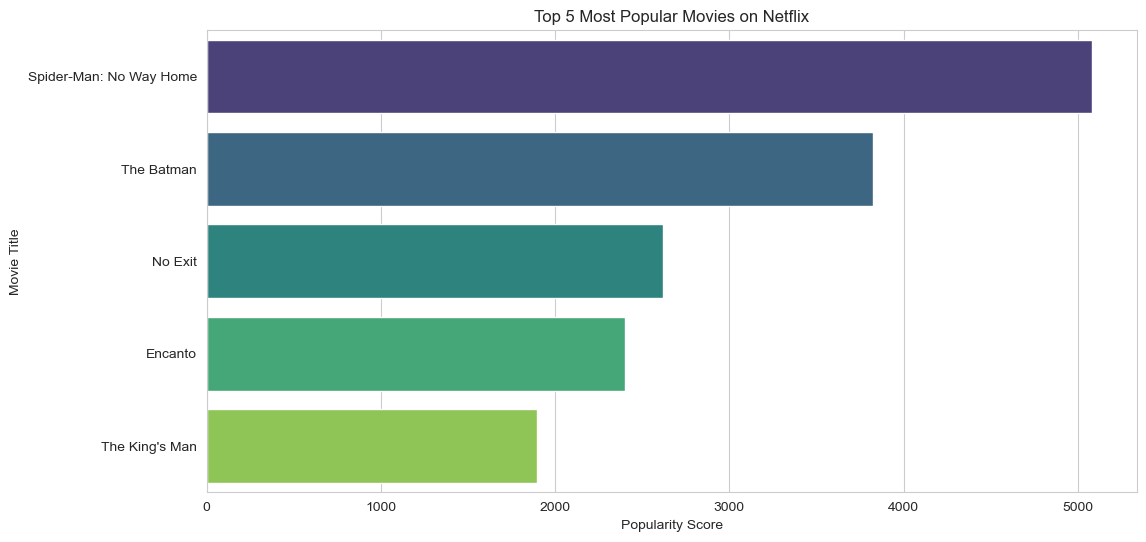 Top 5 Most Popular Movies on Netflix
Movie Title
Spider-Man: No Way Home
The Batman
No Exit
Encanto
The King's Man
0 1000 2000 3000 4000 5000
Popularity Score